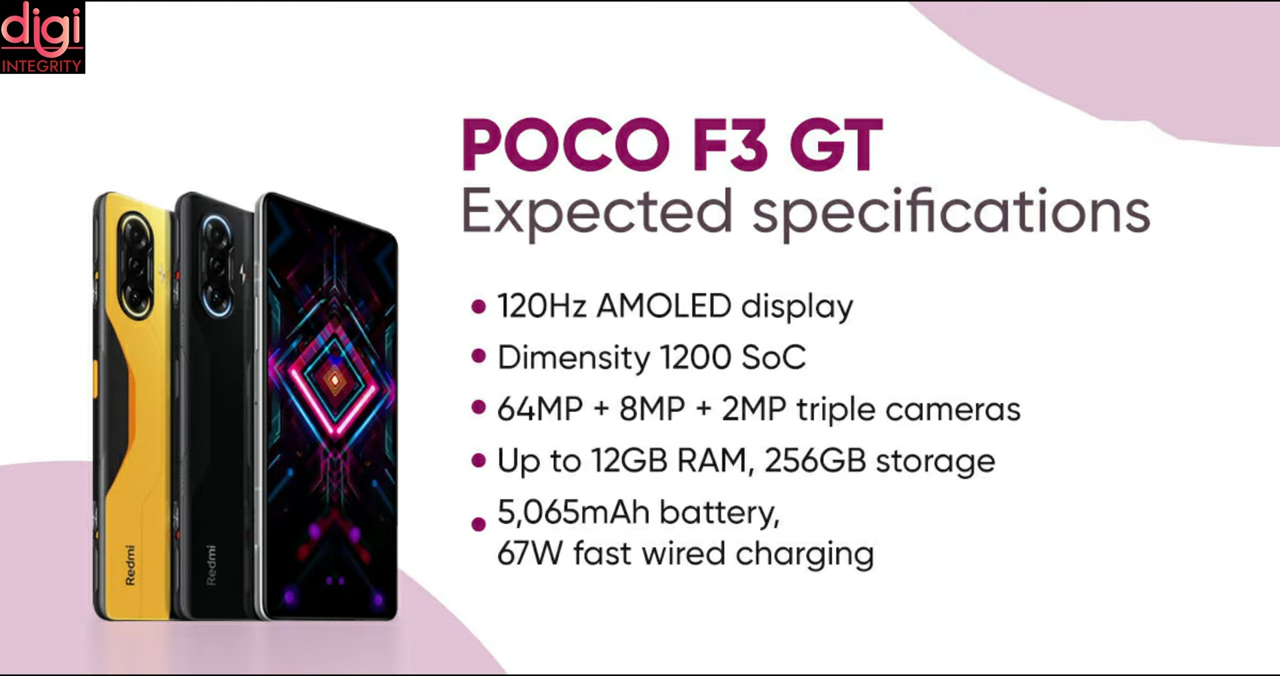 digi
INTEGRITY
POCO F3 GT
Expected specifications
120Hz AMOLED display
Dimensity 1200 SoC
64MP + 8MP + 2MP triple cameras
Up to 12GB RAM, 256GB storage
5,065mAh battery,
67W fast wired charging
Redmi
Redmi